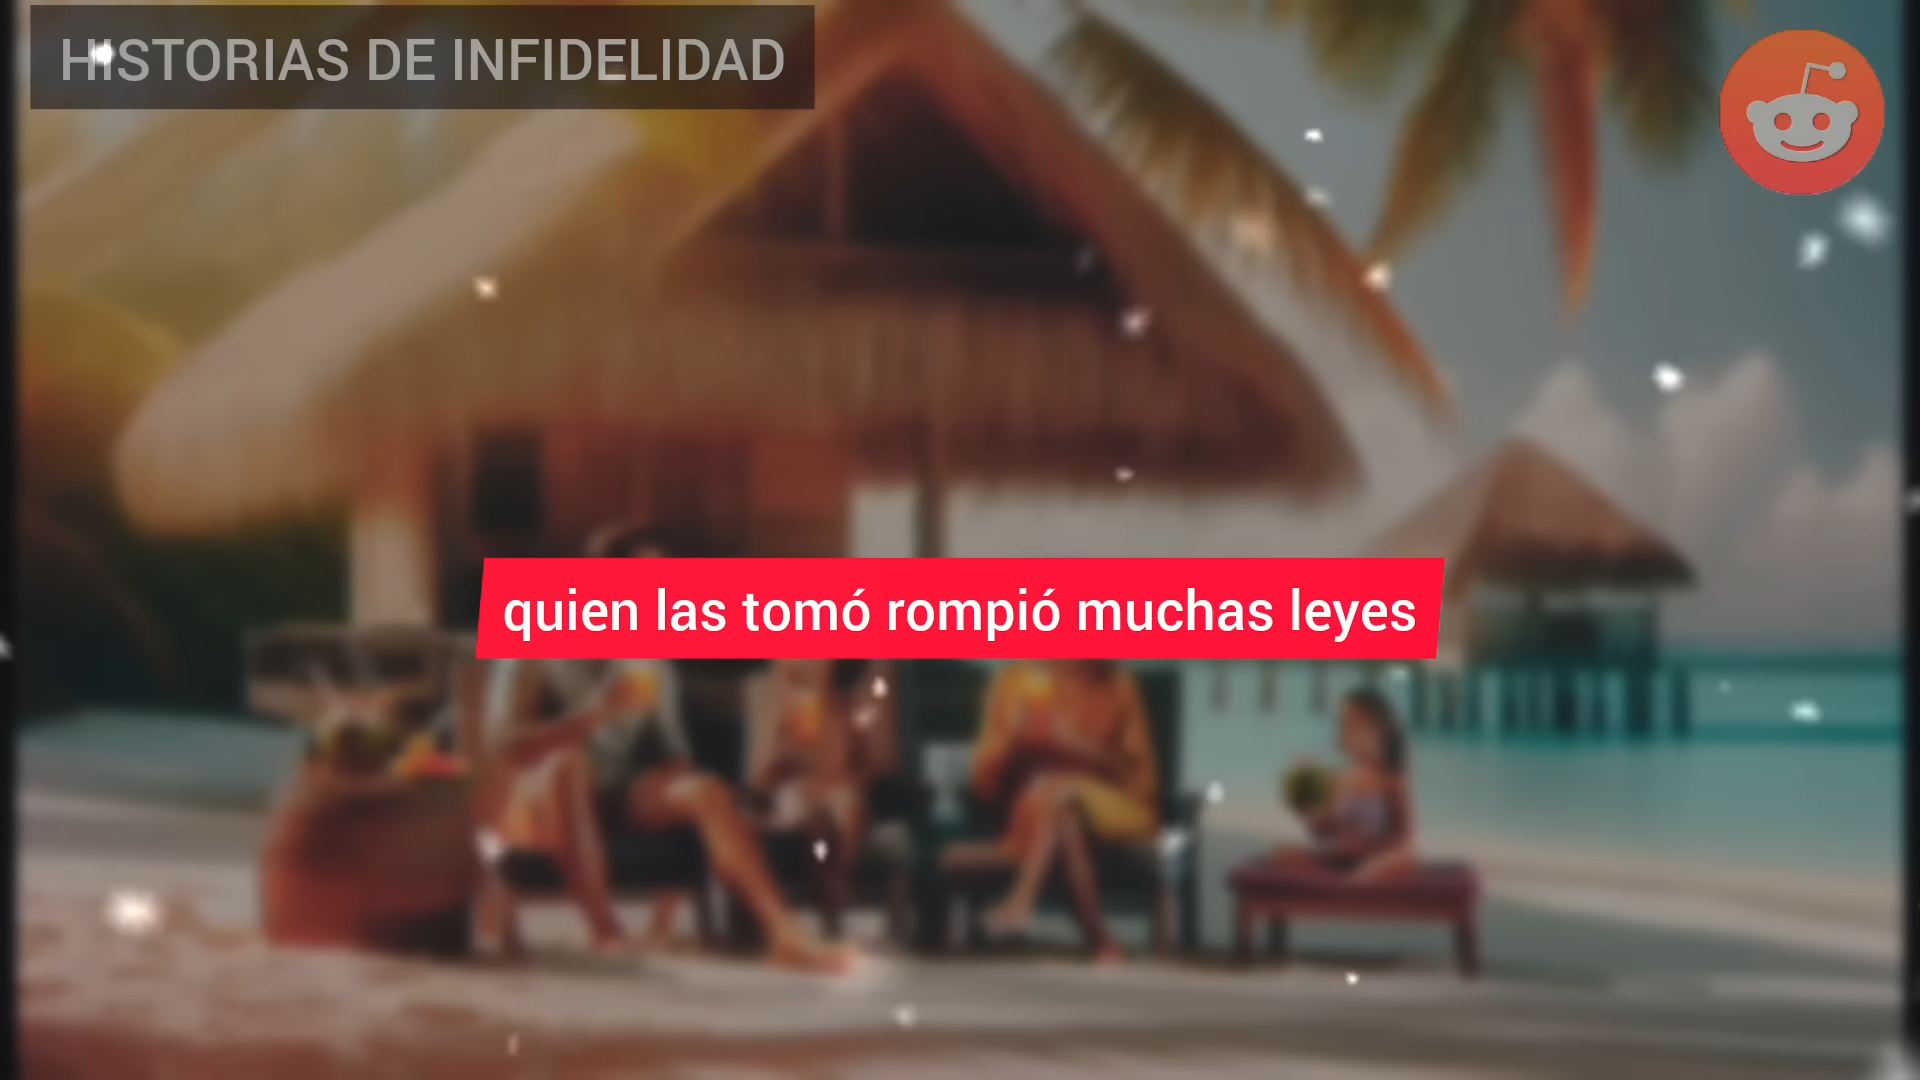 HISTORIAS DE INFIDELIDAD
quien las tomó rompió muchas leyes